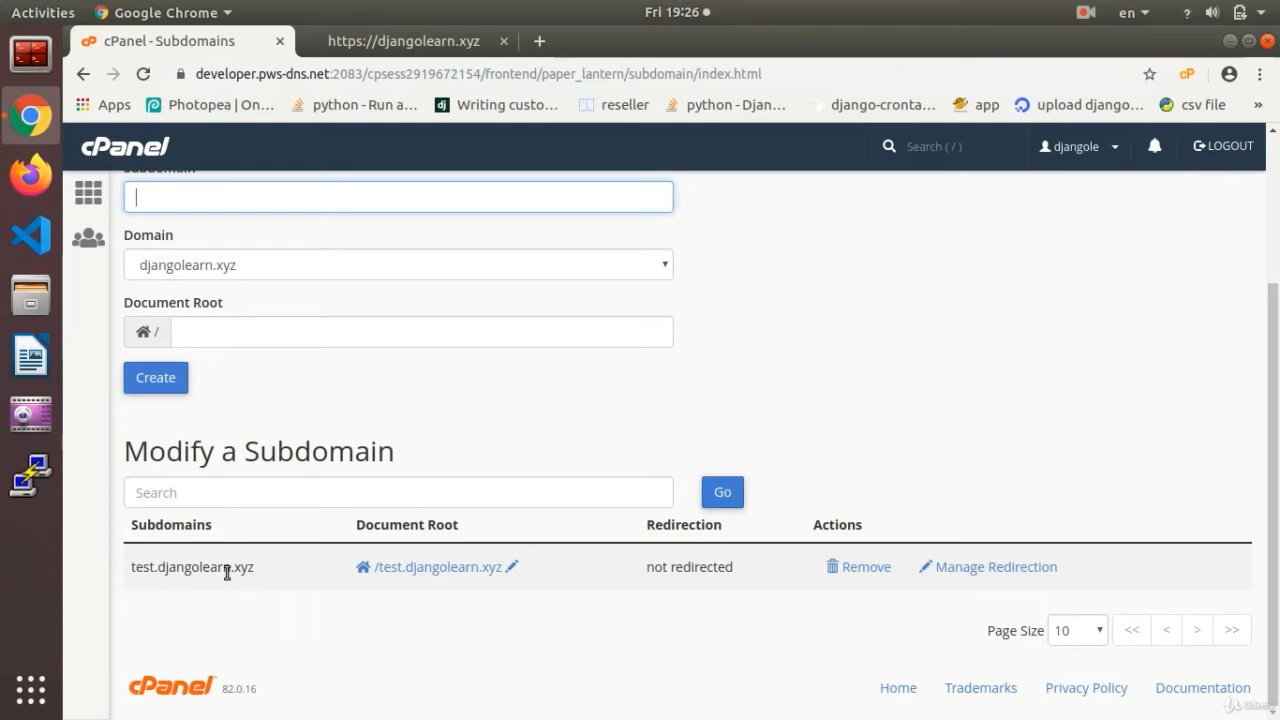 Activities Google Chrome Fri 19:26 en ?
cPanel - Subdomains https://djangolearn.xyz
developer.pws-dns.net:2083/cpsess2919672154/frontend/paper_lantern/subdomain/index.html cP
Apps Photopea | On... python - Run a... dj Writing custo... reseller python - Djan... django-cronta... app upload django... csv file »
cPanel Search ( / ) djangole LOGOUT
Subdomain
Domain
djangolearn.xyz
Document Root
/
Create
Modify a Subdomain
Search Go
Subdomains Document Root Redirection Actions
test.djangolearn.xyz /test.djangolearn.xyz not redirected Remove Manage Redirection
Page Size 10 << < > >>
cPanel 82.0.16 Home Trademarks Privacy Policy Documentation
Udemy